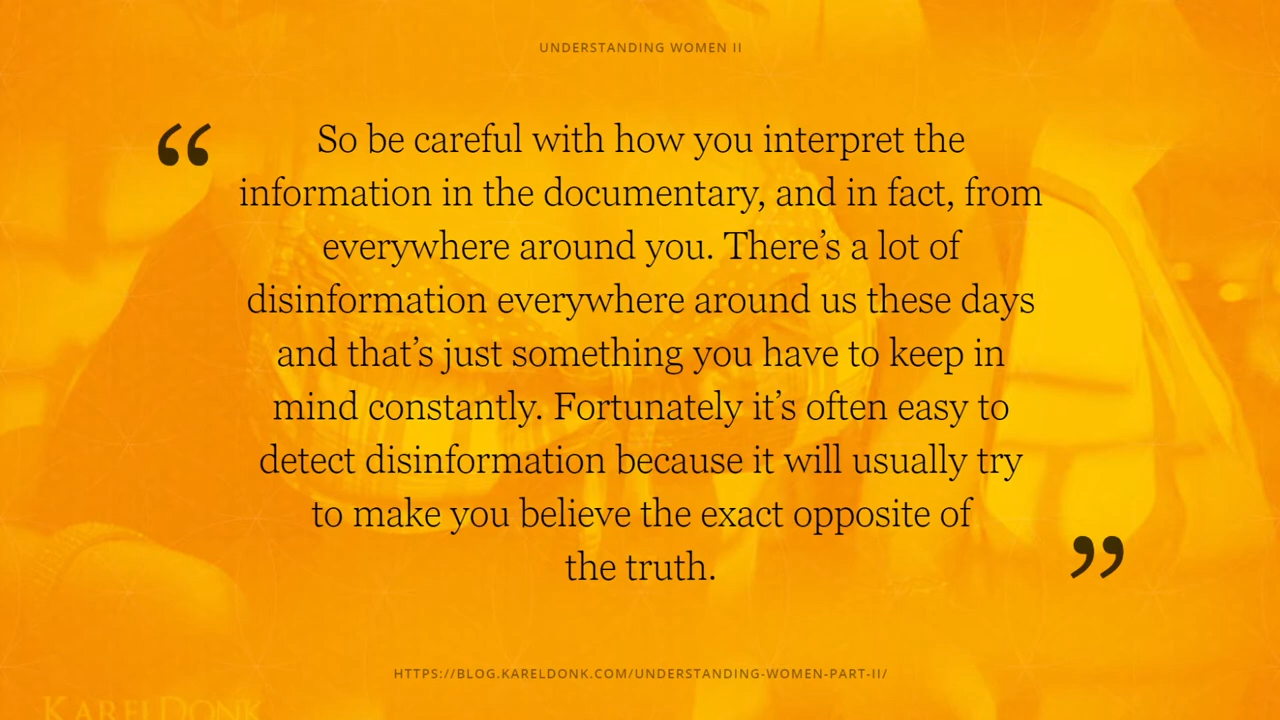 UNDERSTANDING WOMEN II
“
So be careful with how you interpret the
information in the documentary, and in fact, from
everywhere around you. There’s a lot of
disinformation everywhere around us these days
and that’s just something you have to keep in
mind constantly. Fortunately it’s often easy to
detect disinformation because it will usually try
to make you believe the exact opposite of
the truth.
”
HTTPS://BLOG.KARELDONK.COM/UNDERSTANDING-WOMEN-PART-II/
KARELDONK